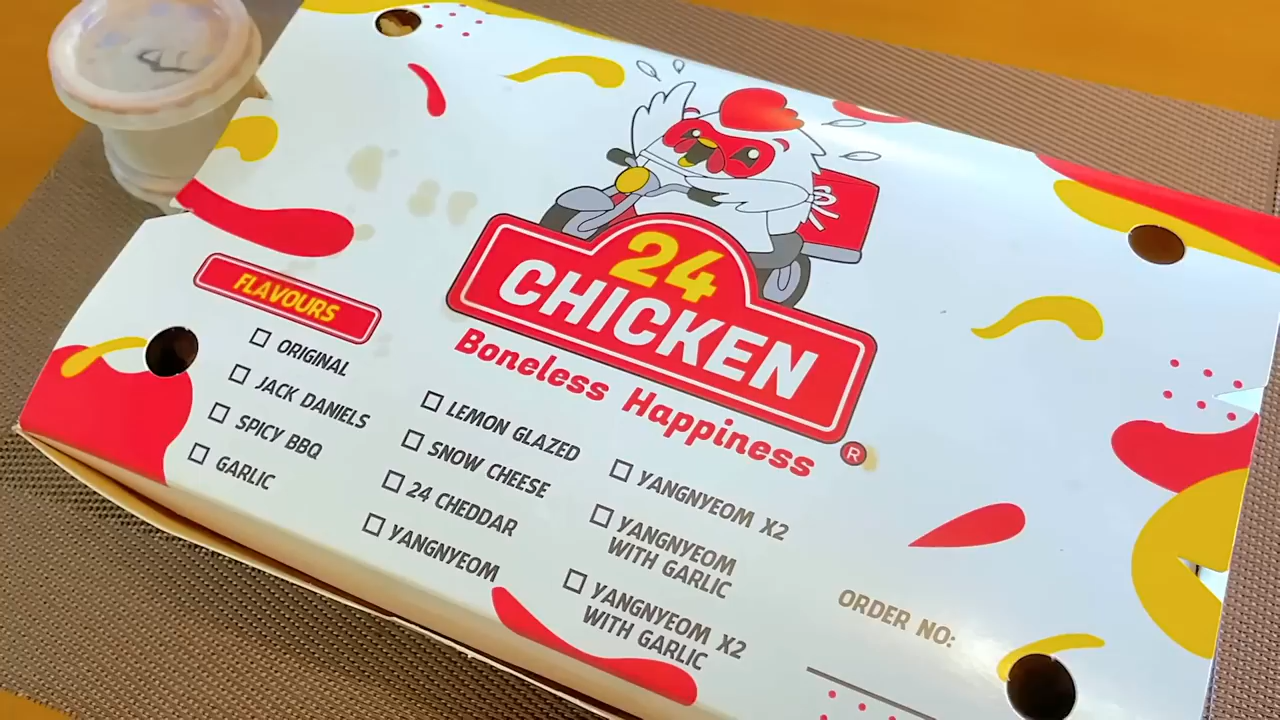 24
CHICKEN
Boneless Happiness
®
FLAVOURS
ORIGINAL
JACK DANIELS
SPICY BBQ
GARLIC
LEMON GLAZED
SNOW CHEESE
24 CHEDDAR
YANGNYEOM
YANGNYEOM X2
YANGNYEOM
WITH GARLIC
YANGNYEOM X2
WITH GARLIC
ORDER NO: